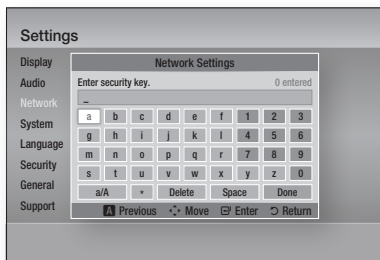 Settings
Display
Audio
Network
System
Language
Security
General
Support
Network Settings
Enter security key. 0 entered
_
a b c d e f 1 2 3
g h i j k l 4 5 6
m n o p q r 7 8 9
s t u v w x y z 0
a/A * Delete Space Done
A Previous Move Enter Return